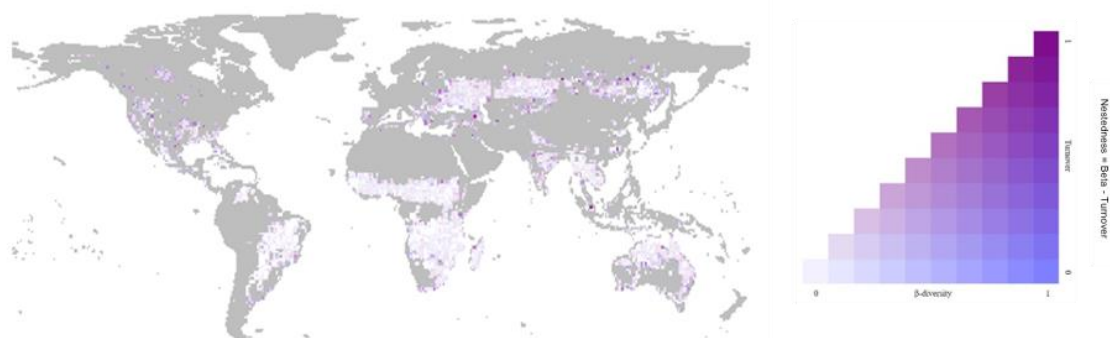 1
Turnover
0
Nestedness = Beta - Turnover
0
β-diversity
1